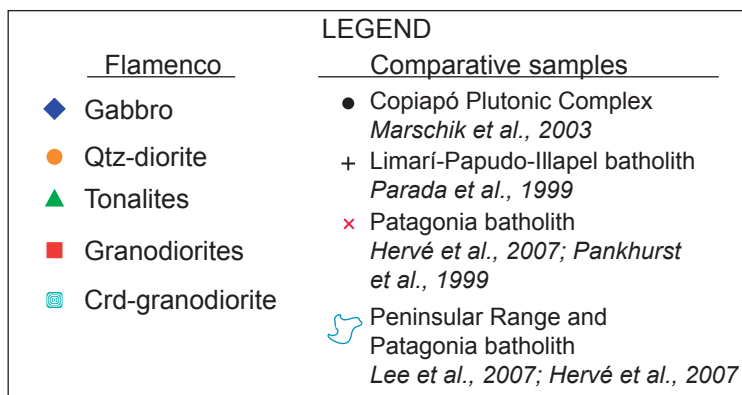 LEGEND
Flamenco
Gabbro
Qtz-diorite
Tonalites
Granodiorites
Crd-granodiorite
Comparative samples
Copiapó Plutonic Complex
Marschik et al., 2003
Limarí-Papudo-Illapel batholith
Parada et al., 1999
Patagonia batholith
Hervé et al., 2007; Pankhurst
et al., 1999
Peninsular Range and
Patagonia batholith
Lee et al., 2007; Hervé et al., 2007